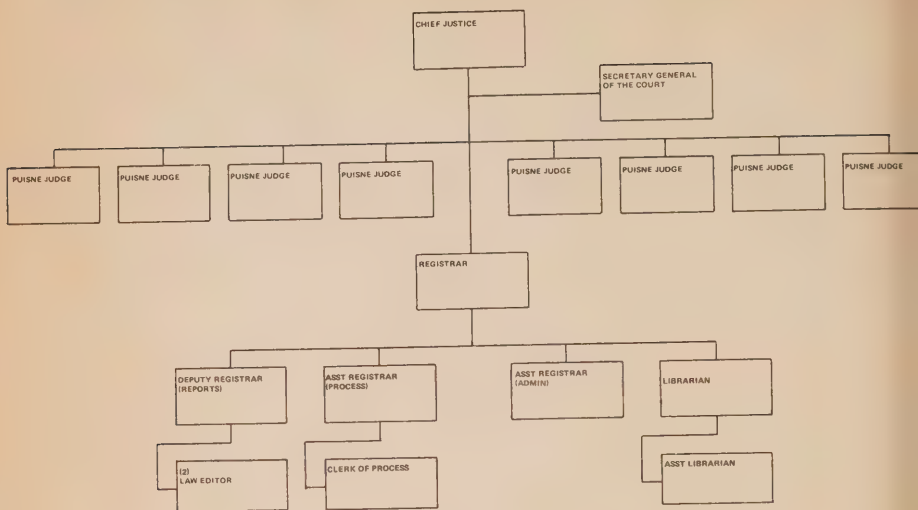 CHIEF JUSTICE
SECRETARY GENERAL
OF THE COURT
PUISNE JUDGE
PUISNE JUDGE
PUISNE JUDGE
PUISNE JUDGE
PUISNE JUDGE
PUISNE JUDGE
PUISNE JUDGE
PUISNE JUDGE
REGISTRAR
DEPUTY REGISTRAR
(REPORTS)
ASST REGISTRAR
(PROCESS)
ASST REGISTRAR
(ADMIN)
LIBRARIAN
(2)
LAW EDITOR
CLERK OF PROCESS
ASST LIBRARIAN